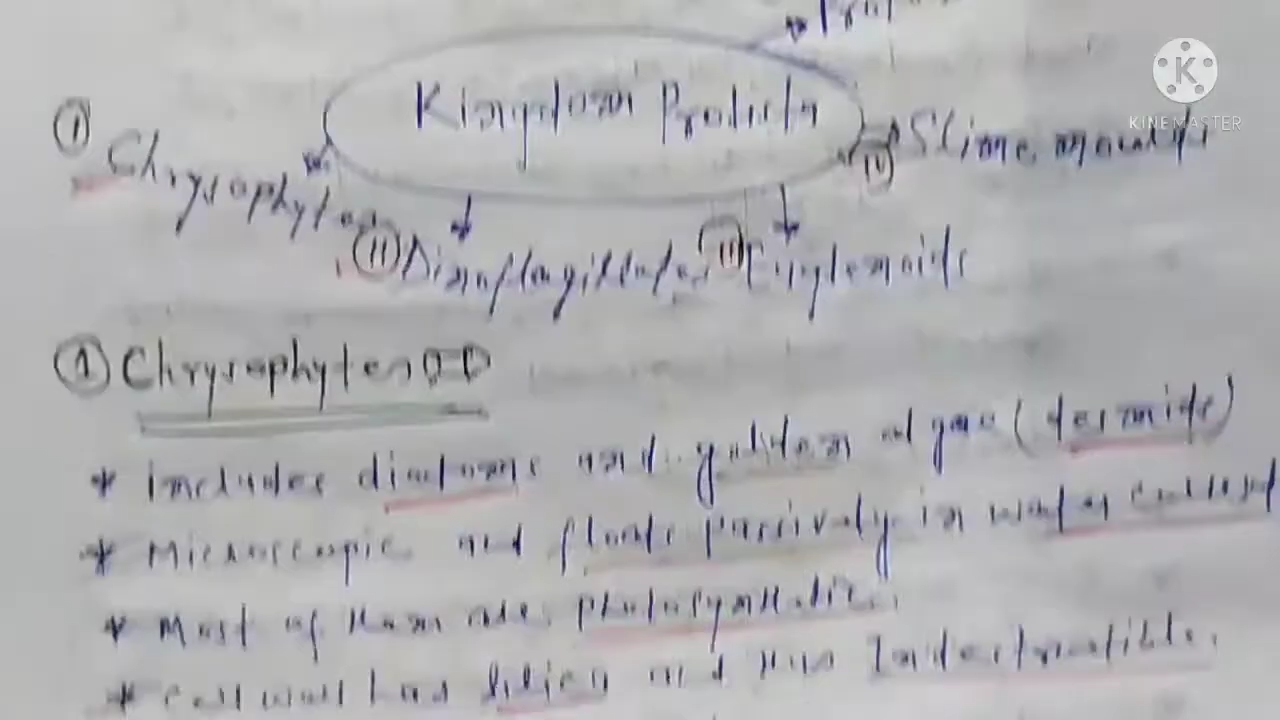 Kingdom Protista
① Chrysophytes
(IV) Slime moulds
(II) Dinoflagellates
(III) Euglenoids
① Chrysophytes
* includes diatoms and golden algae (desmids)
* Microscopic and floats passively in water current
* Most of them are photosynthetic.
* Cell wall has silica and thus Indestructible.
KINEMASTER